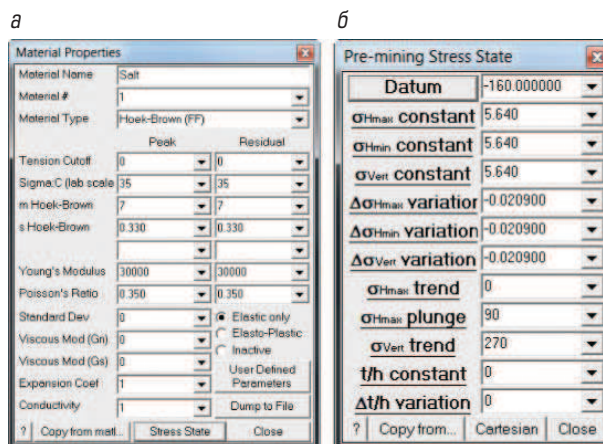 а
Material Properties
Material Name Salt
Material # 1
Material Type Hoek-Brown (FF)
Peak Residual
Tension Cutoff 0 0
Sigma:C (lab scale 35 35
m Hoek-Brown 7 7
s Hoek-Brown 0.330 0.330
Young's Modulus 30000 30000
Poisson's Ratio 0.350 0.350
Standard Dev 0 Elastic only
Viscous Mod (Gn) 0 Elasto-Plastic
Viscous Mod (Gs) 0 Inactive
Expansion Coef 1 User Defined Parameters
Conductivity 1 Dump to File
? Copy from matl... Stress State Close
б
Pre-mining Stress State
Datum -160.000000
σHmax constant 5.640
σHmin constant 5.640
σVert constant 5.640
ΔσHmax variation -0.020900
ΔσHmin variation -0.020900
ΔσVert variation -0.020900
σHmax trend 0
σHmax plunge 90
σVert trend 270
t/h constant 0
Δt/h variation 0
? Copy from... Cartesian Close